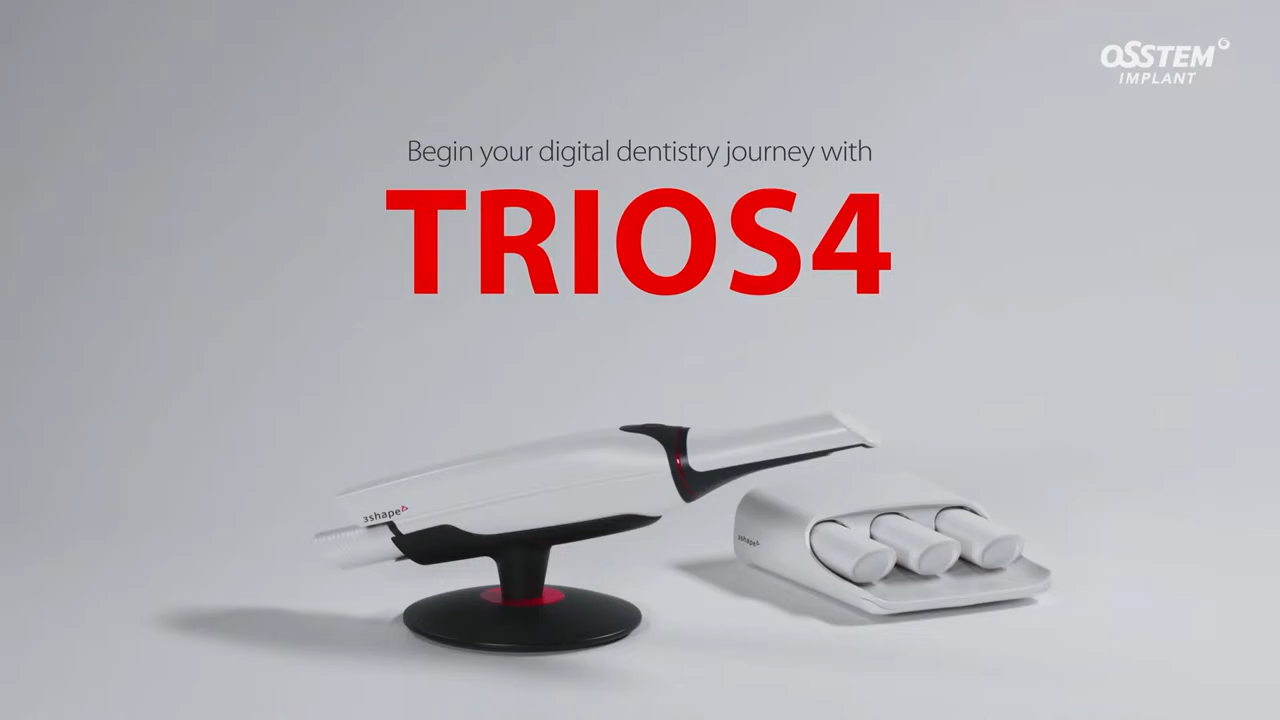 OSSTEM
IMPLANT
Begin your digital dentistry journey with
TRIOS4
3shape
3shape